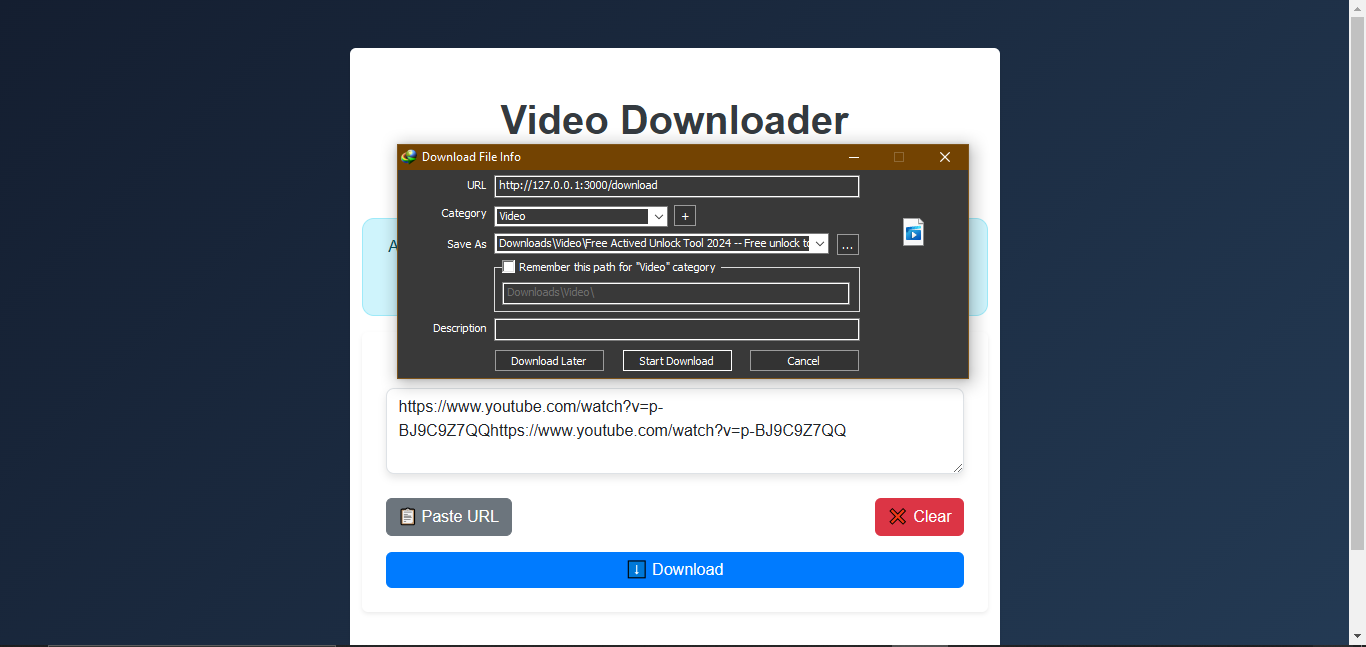 Video Downloader
Download File Info
URL
http://127.0.0.1:3000/download
Category
Video
+
Save As
Downloads\Video\Free Actived Unlock Tool 2024 -- Free unlock to
...
Remember this path for "Video" category
Downloads\Video\
Description
Download Later
Start Download
Cancel
A
https://www.youtube.com/watch?v=p-
BJ9C9Z7QQhttps://www.youtube.com/watch?v=p-BJ9C9Z7QQ
Paste URL
Clear
Download